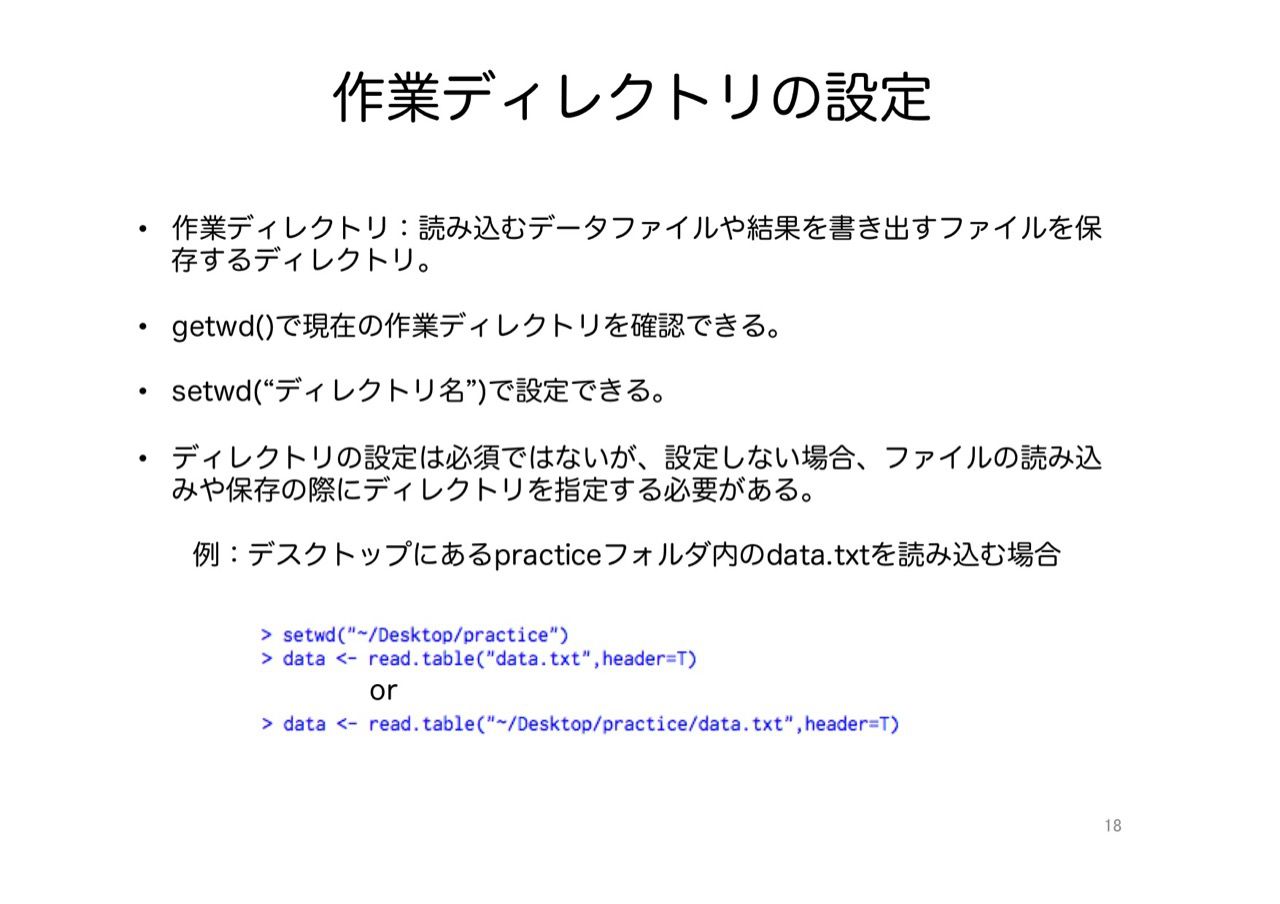 作業ディレクトリの設定
• 作業ディレクトリ：読み込むデータファイルや結果を書き出すファイルを保
存するディレクトリ。
• getwd()で現在の作業ディレクトリを確認できる。
• setwd(“ディレクトリ名”)で設定できる。
• ディレクトリの設定は必須ではないが、設定しない場合、ファイルの読み込
みや保存の際にディレクトリを指定する必要がある。
例：デスクトップにあるpracticeフォルダ内のdata.txtを読み込む場合
> setwd("~/Desktop/practice")
> data <- read.table("data.txt",header=T)
or
> data <- read.table("~/Desktop/practice/data.txt",header=T)
18